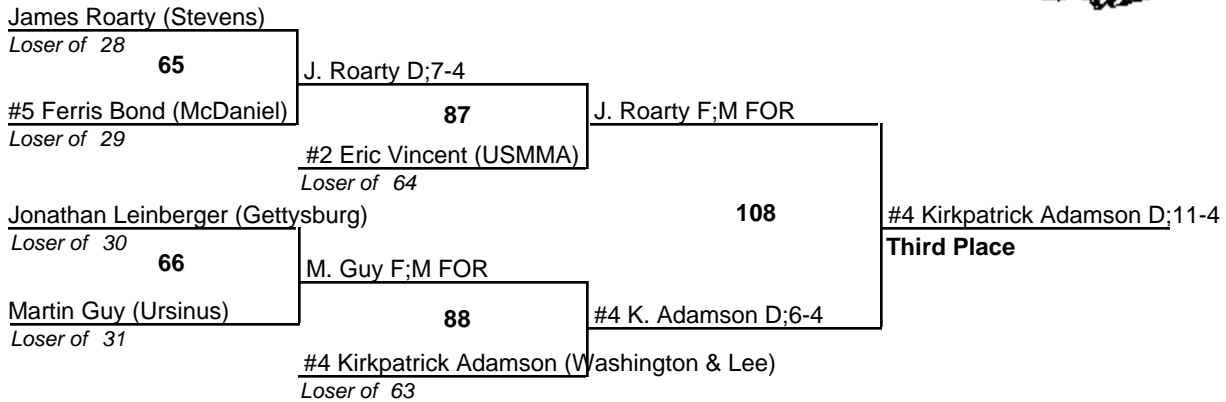 James Roarty (Stevens)
Loser of 28
65
J. Roarty D;7-4
#5 Ferris Bond (McDaniel)
Loser of 29
87
J. Roarty F;M FOR
#2 Eric Vincent (USMMA)
Loser of 64
Jonathan Leinberger (Gettysburg)
Loser of 30
66
108
#4 Kirkpatrick Adamson D;11-4
Third Place
M. Guy F;M FOR
Martin Guy (Ursinus)
Loser of 31
88
#4 K. Adamson D;6-4
#4 Kirkpatrick Adamson (Washington & Lee)
Loser of 63